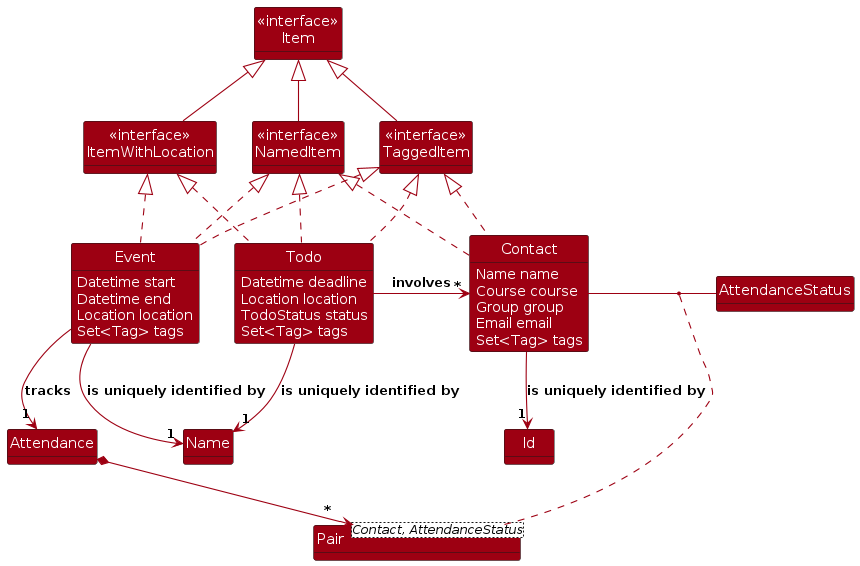 «interface»
Item
«interface»
ItemWithLocation
«interface»
NamedItem
«interface»
TaggedItem
Event
Datetime start
Datetime end
Location location
Set<Tag> tags
Todo
Datetime deadline
Location location
TodoStatus status
Set<Tag> tags
involves
*
Contact
Name name
Course course
Group group
Email email
Set<Tag> tags
AttendanceStatus
tracks
1
is uniquely identified by
1
is uniquely identified by
1
is uniquely identified by
1
Attendance
Name
Id
*
Pair
Contact, AttendanceStatus